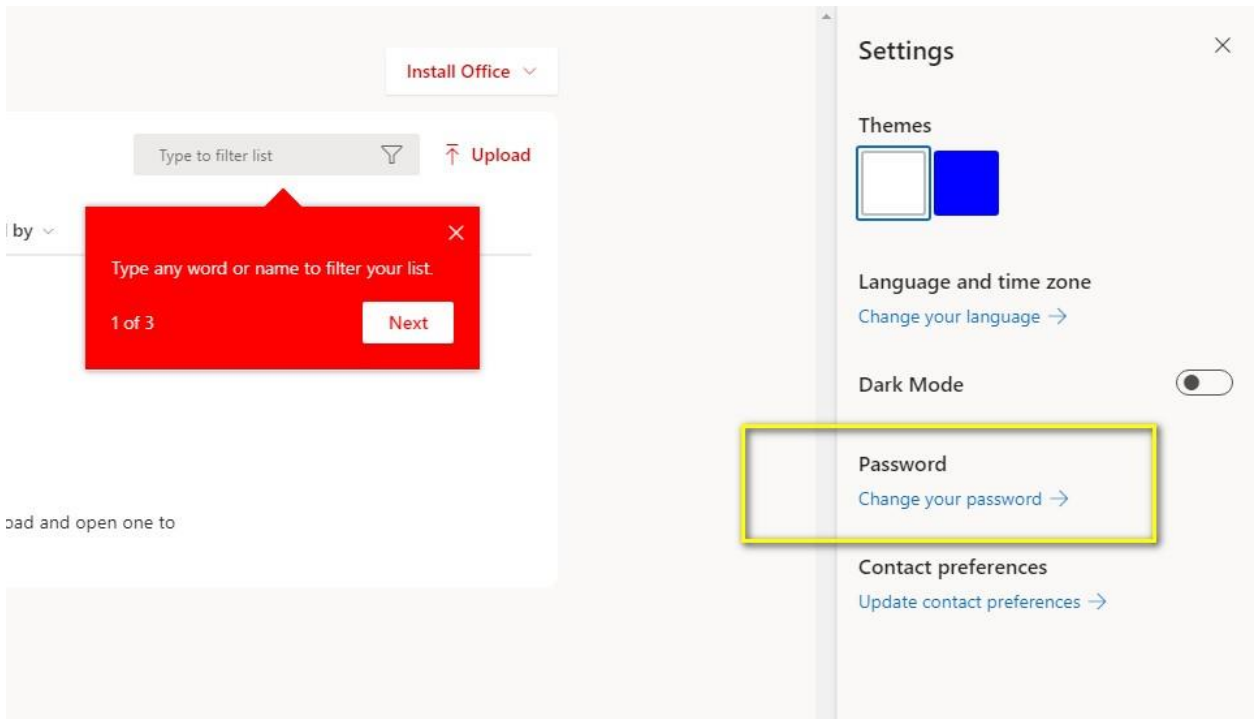 Install Office
Type to filter list
Upload
by
Type any word or name to filter your list.
1 of 3
Next
oad and open one to
Settings
Themes
Language and time zone
Change your language →
Dark Mode
Password
Change your password →
Contact preferences
Update contact preferences →